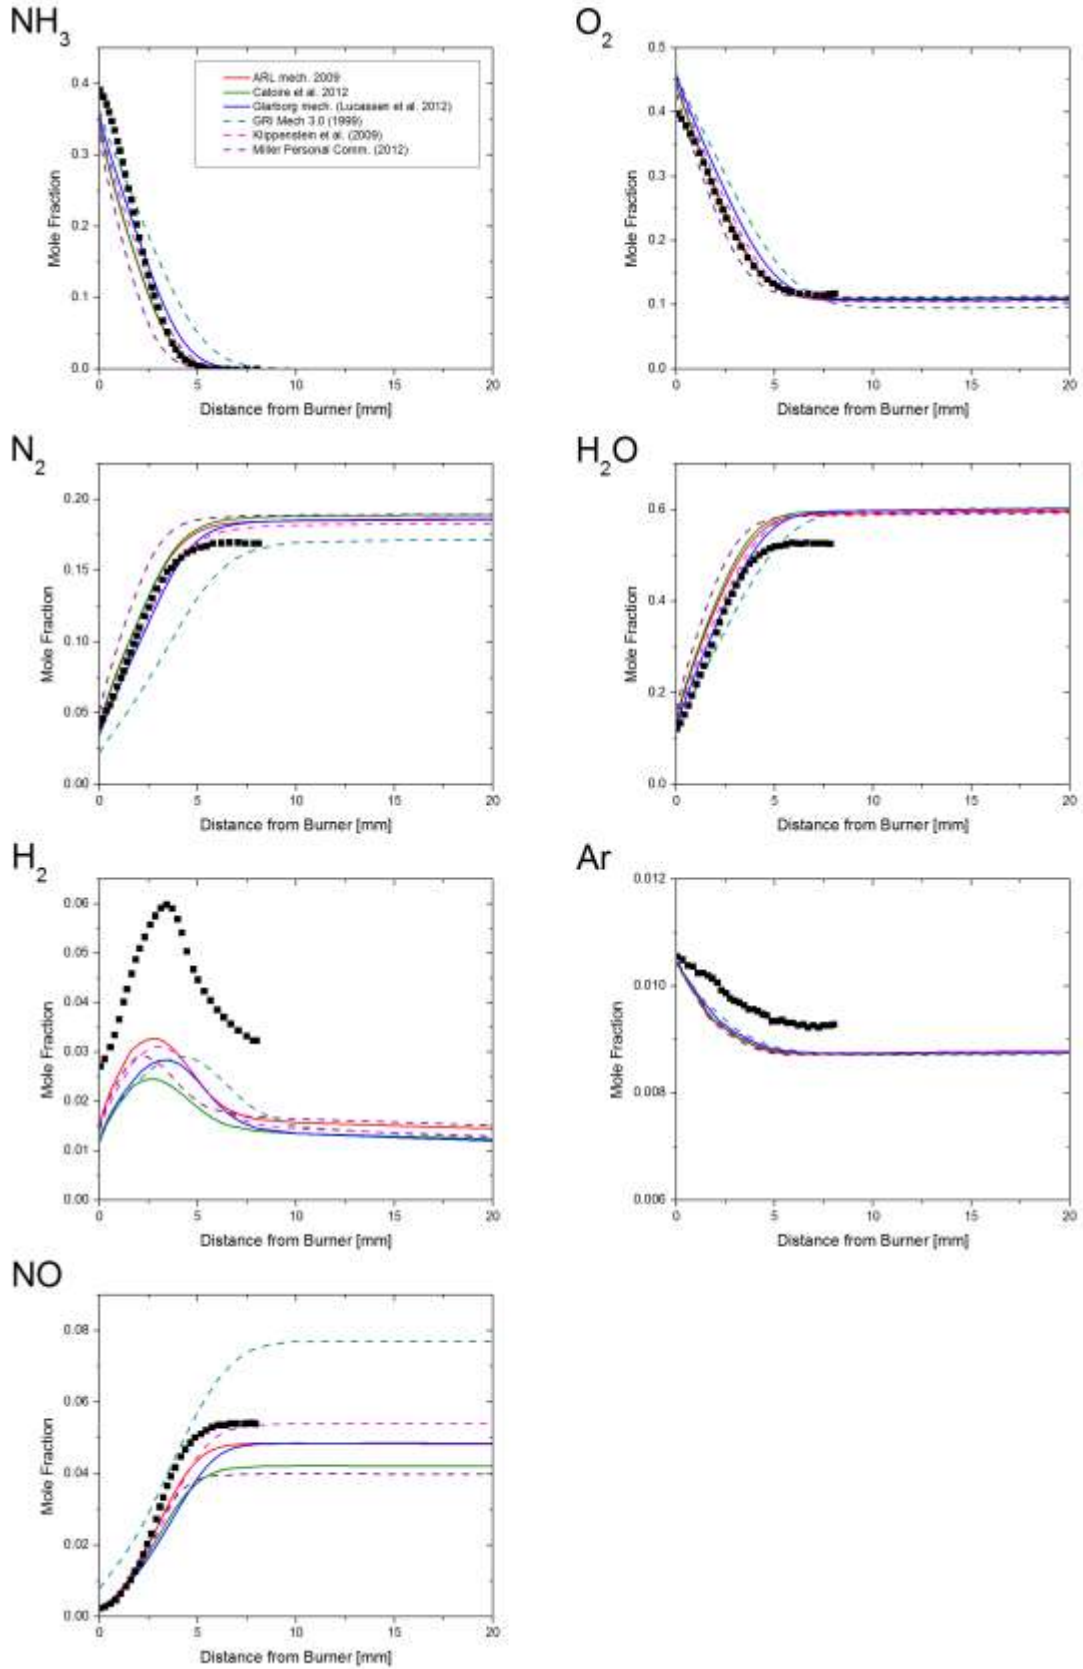 NH3
O2
0.4
0.3
0.2
0.1
0.0
Mole Fraction
ARL mech. 2009
Catoire et al. 2012
Glarborg mech. (Lucassen et al. 2012)
GRI Mech 3.0 (1999)
Klippenstein et al. (2009)
Miller Personal Comm. (2012)
0 5 10 15 20
Distance from Burner [mm]
0.5
0.4
0.3
0.2
0.1
0.0
Mole Fraction
0 5 10 15 20
Distance from Burner [mm]
N2
H2O
0.20
0.15
0.10
0.05
0.00
Mole Fraction
0 5 10 15 20
Distance from Burner [mm]
0.6
0.4
0.2
0.0
Mole Fraction
0 5 10 15 20
Distance from Burner [mm]
H2
Ar
0.06
0.05
0.04
0.03
0.02
0.01
0.00
Mole Fraction
0 5 10 15 20
Distance from Burner [mm]
0.012
0.010
0.008
0.006
Mole Fraction
0 5 10 15 20
Distance from Burner [mm]
NO
0.08
0.06
0.04
0.02
0.00
Mole Fraction
0 5 10 15 20
Distance from Burner [mm]